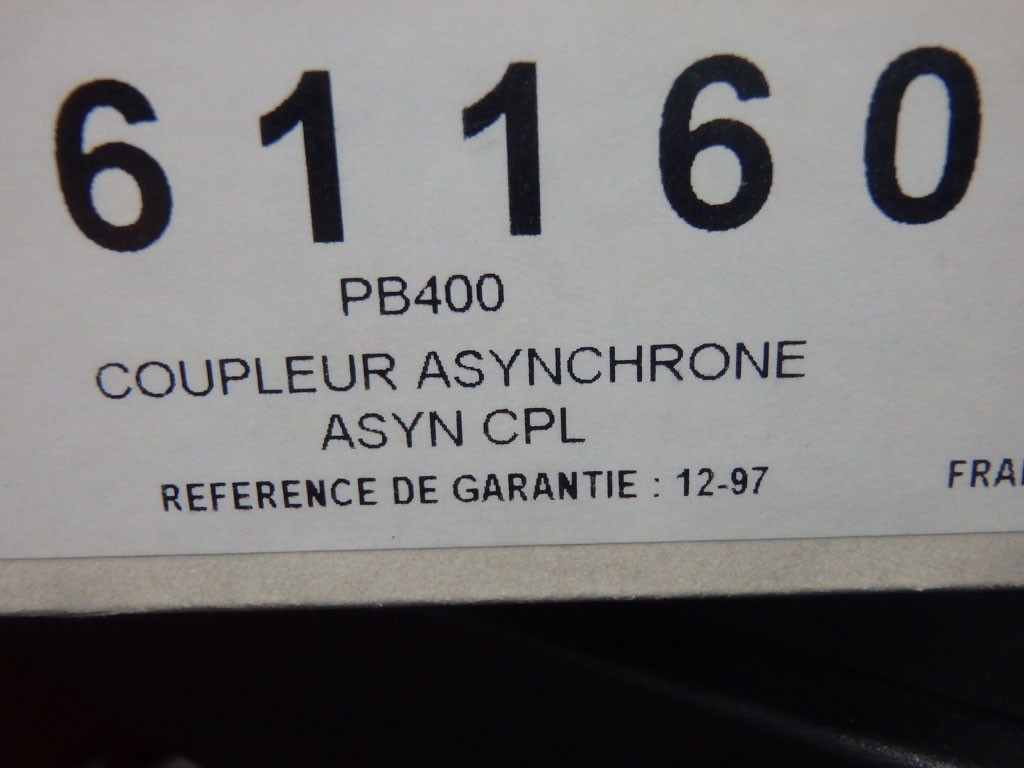 61160
PB400
COUPLEUR ASYNCHRONE
ASYN CPL
REFERENCE DE GARANTIE : 12-97